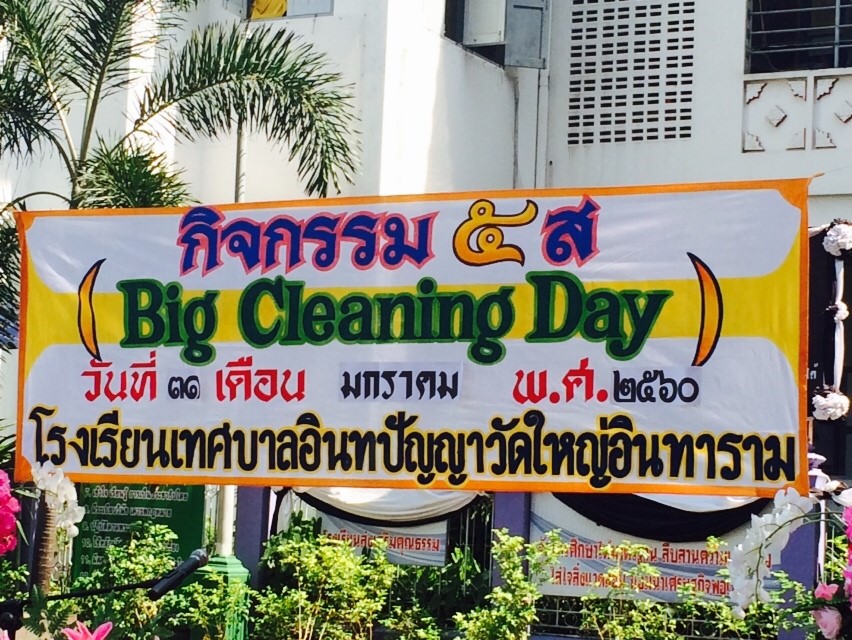 กิจกรรม ๕ ส
(Big Cleaning Day)
วันที่ ๓๑ เดือน มกราคม พ.ศ. ๒๕๖๐
โรงเรียนเทศบาลอินทปัญญาวัดใหญ่อินทาราม